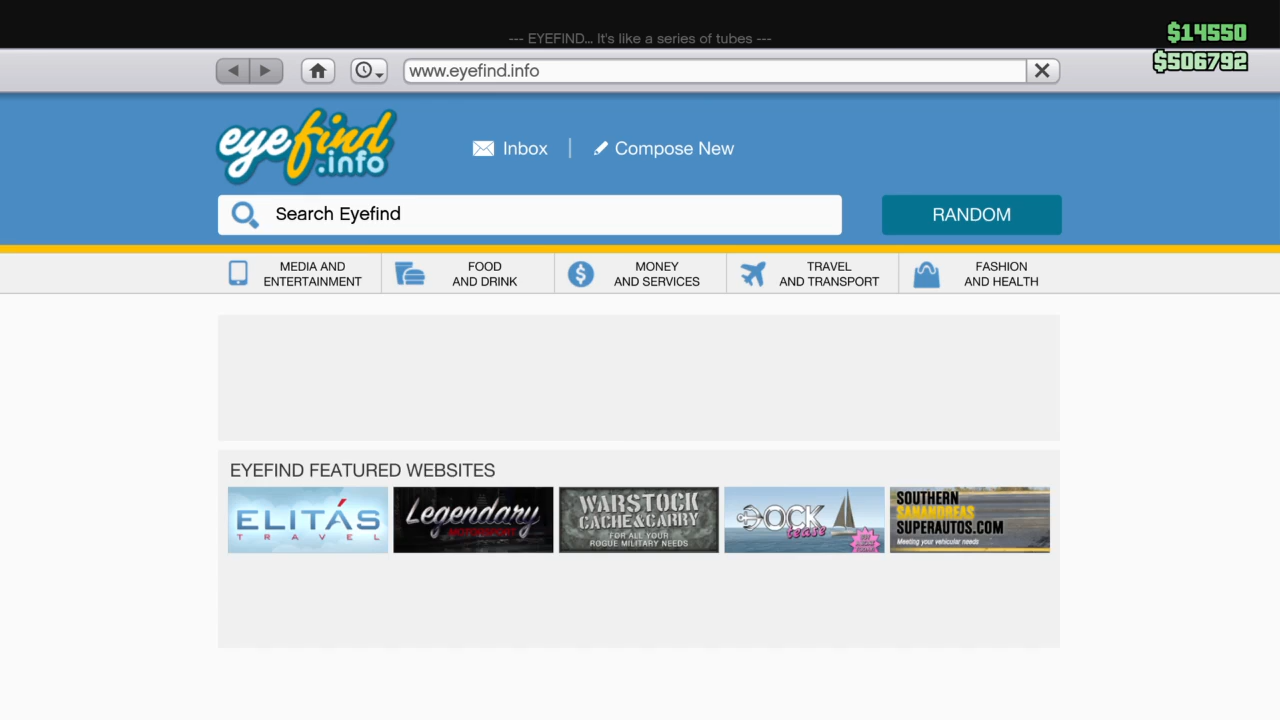 --- EYEFIND... It's like a series of tubes ---
$14550
$506792
www.eyefind.info
eyefind
.info
Inbox
Compose New
Search Eyefind
RANDOM
MEDIA AND
ENTERTAINMENT
FOOD
AND DRINK
MONEY
AND SERVICES
TRAVEL
AND TRANSPORT
FASHION
AND HEALTH
EYEFIND FEATURED WEBSITES
ELITÁS
TRAVEL
Legendary
MOTORSPORT
WARSTOCK
CACHE&CARRY
FOR ALL YOUR
ROGUE MILITARY NEEDS
DOCK
tease
SOUTHERN
SANANDREAS
SUPERAUTOS.COM
Meeting your vehicular needs